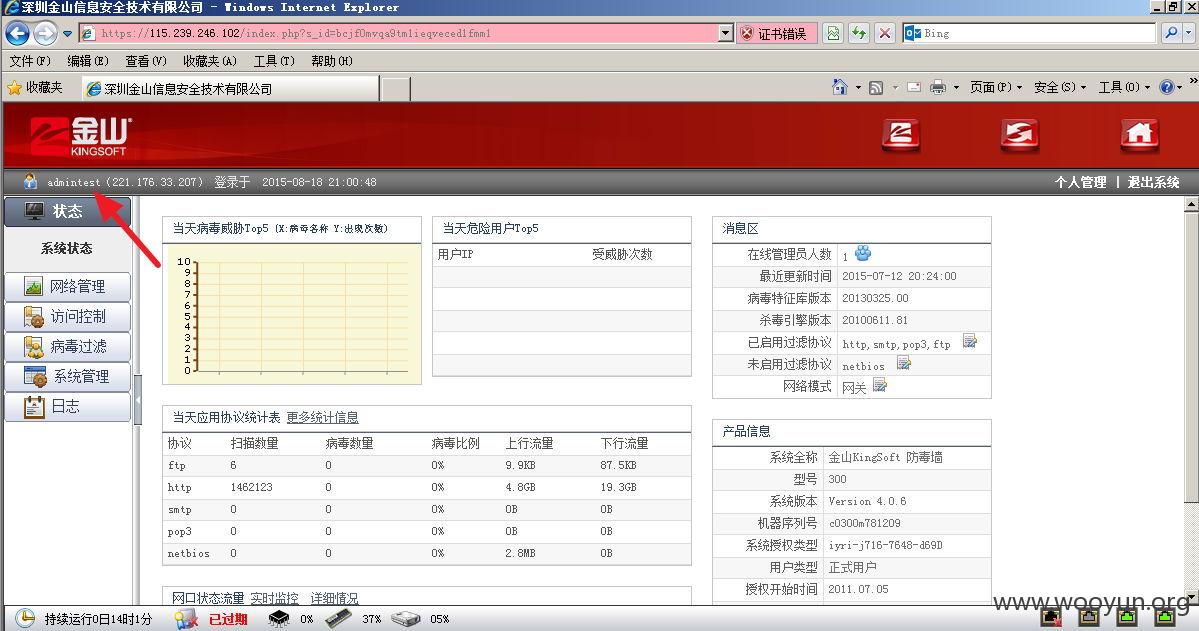 深圳金山信息安全技术有限公司 - Windows Internet Explorer
https://115.239.246.102/index.php?s_id=bcjf0mvqa9tm1ieqveced1fmm1 证书错误 Bing
文件(F) 编辑(E) 查看(V) 收藏夹(A) 工具(T) 帮助(H)
收藏夹 深圳金山信息安全技术有限公司 页面(P) 安全(S) 工具(O) »
金山
KINGSOFT
admintest (221.176.33.207) 登录于 2015-08-18 21:00:48 个人管理 | 退出系统
状态
系统状态
网络管理
访问控制
病毒过滤
系统管理
日志
当天病毒威胁Top5 (X:病毒名称 Y:出现次数)
10
9
8
7
6
5
4
3
2
1
0
当天危险用户Top5
用户IP 受威胁次数
消息区
在线管理员人数 1
最近更新时间 2015-07-12 20:24:00
病毒特征库版本 20130325.00
杀毒引擎版本 20100611.81
已启用过滤协议 http,smtp,pop3,ftp
未启用过滤协议 netbios
网络模式 网关
当天应用协议统计表 更多统计信息
协议 扫描数量 病毒数量 病毒比例 上行流量 下行流量
ftp 6 0 0% 9.9KB 87.5KB
http 1462123 0 0% 4.8GB 19.3GB
smtp 0 0 0% 0B 0B
pop3 0 0 0% 0B 0B
netbios 0 0 0% 2.8MB 0B
产品信息
系统全称 金山KingSoft 防毒墙
型号 300
系统版本 Version 4.0.6
机器序列号 c0300m781209
系统授权类型 iyri-j716-7648-d69D
用户类型 正式用户
授权开始时间 2011.07.05
网口状态流量 实时监控 详细情况
持续运行0日14时1分 已过期 0% 37% 05%
www.wooyun.org